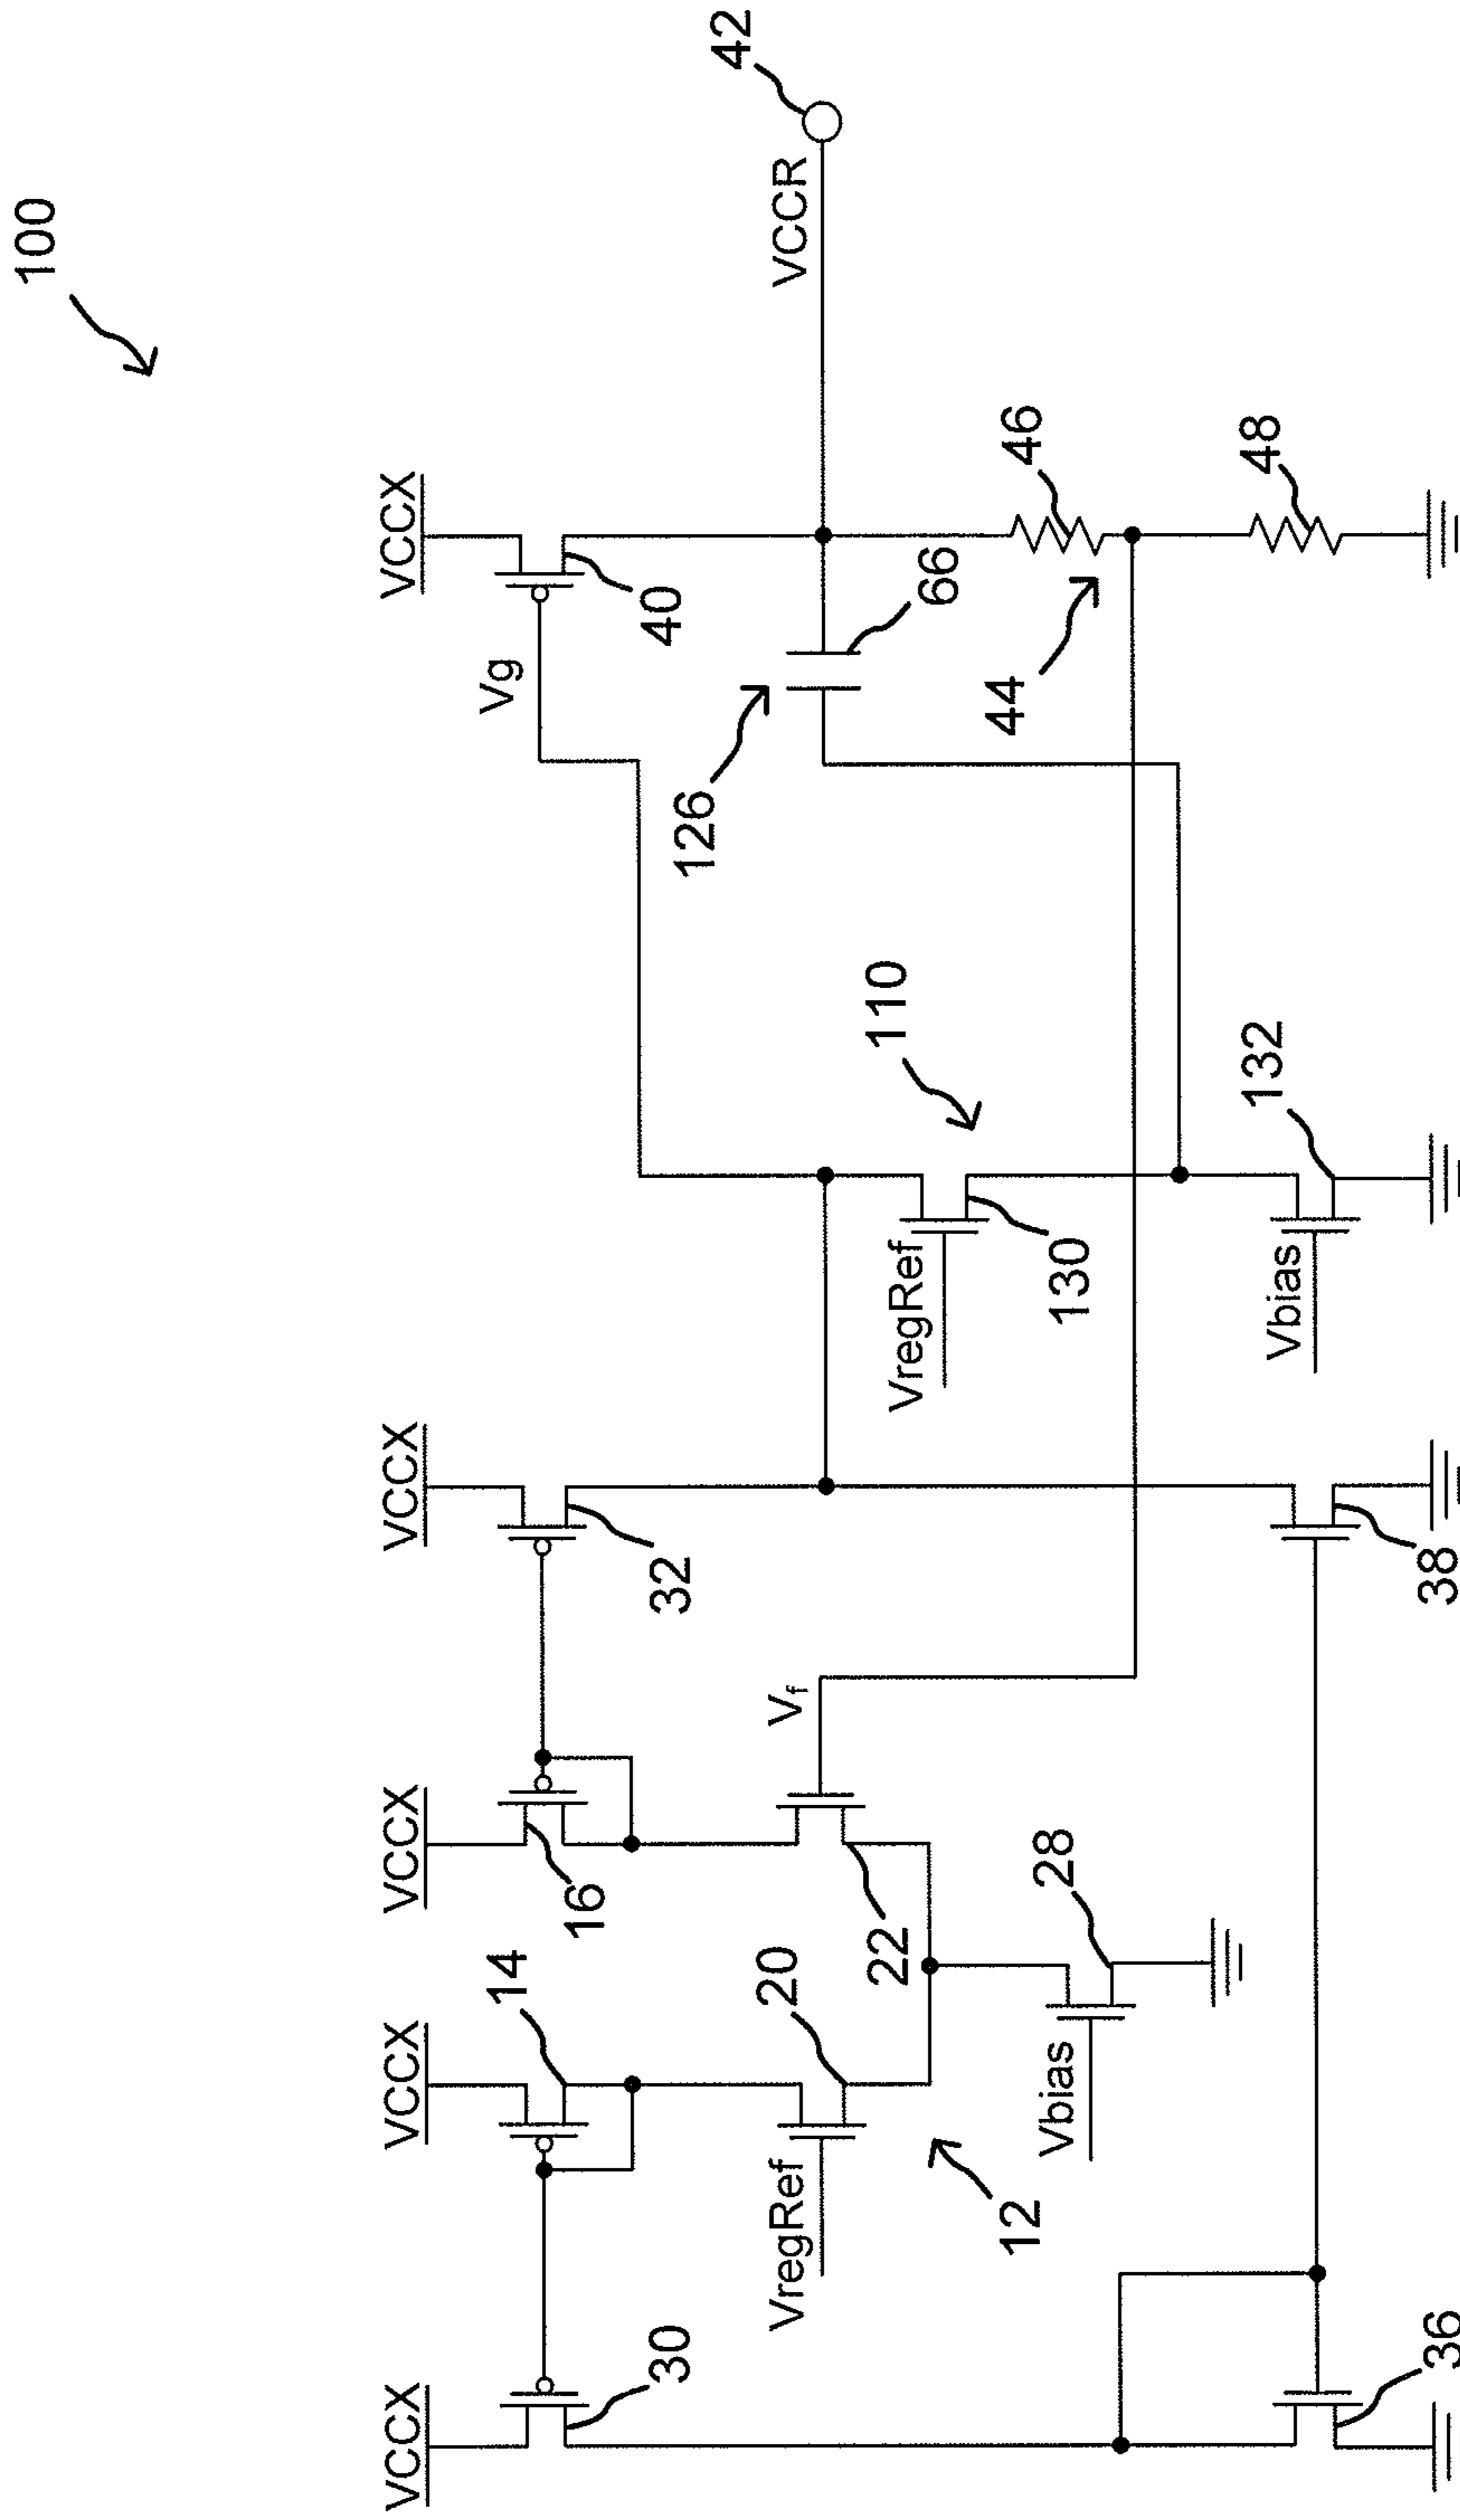 100
VCCX
VCCX
VCCX
VCCX
VCCX
30
14
16
32
Vg
40
VCCR
42
VregRef
20
22
Vf
12
Vbias
28
VregRef
110
130
126
66
44
46
48
36
38
Vbias
132